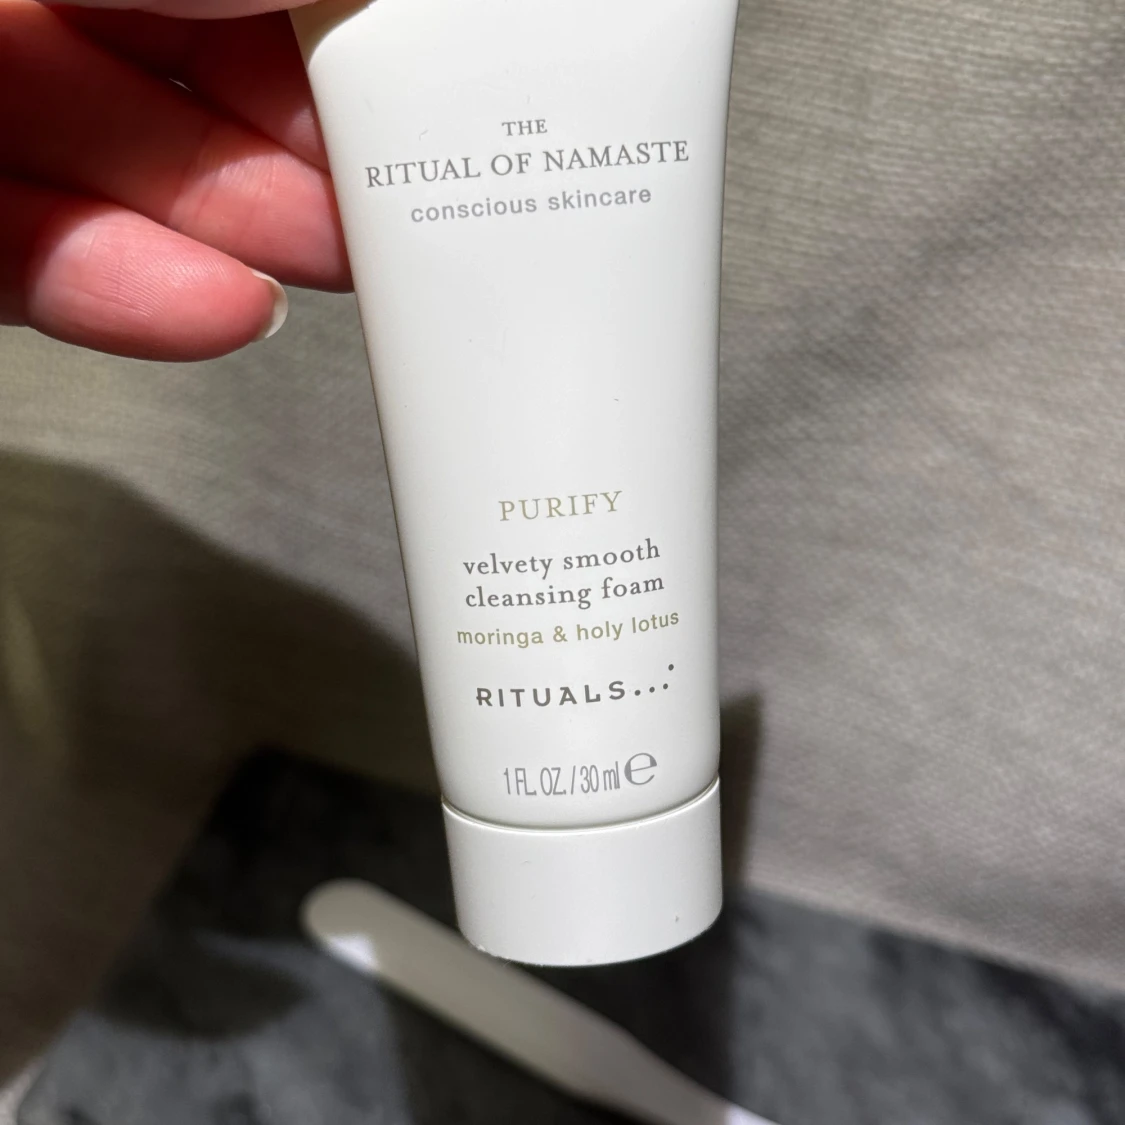 THE
RITUAL OF NAMASTE
conscious skincare
PURIFY
velvety smooth
cleansing foam
moringa & holy lotus
RITUALS...
1 FL. OZ. / 30 ml ℮